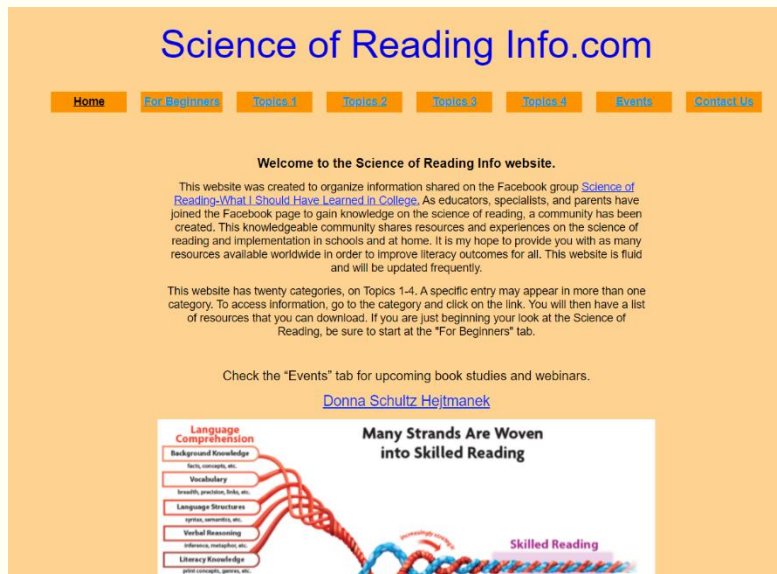 Science of Reading Info.com
Home For Beginners Topics 1 Topics 2 Topics 3 Topics 4 Events Contact Us
Welcome to the Science of Reading Info website.
This website was created to organize information shared on the Facebook group Science of
Reading-What I Should Have Learned in College. As educators, specialists, and parents have
joined the Facebook page to gain knowledge on the science of reading, a community has been
created. This knowledgeable community shares resources and experiences on the science of
reading and implementation in schools and at home. It is my hope to provide you with as many
resources available worldwide in order to improve literacy outcomes for all. This website is fluid
and will be updated frequently.
This website has twenty categories, on Topics 1-4. A specific entry may appear in more than one
category. To access information, go to the category and click on the link. You will then have a list
of resources that you can download. If you are just beginning your look at the Science of
Reading, be sure to start at the "For Beginners" tab.
Check the “Events” tab for upcoming book studies and webinars.
Donna Schultz Hejtmanek
Language
Comprehension
Many Strands Are Woven
into Skilled Reading
Background Knowledge
facts, concepts, etc.
Vocabulary
breadth, precision, links, etc.
Language Structures
syntax, semantics, etc.
Verbal Reasoning
inference, metaphor, etc.
Literacy Knowledge
print concepts, genres, etc.
increasingly strategic
Skilled Reading